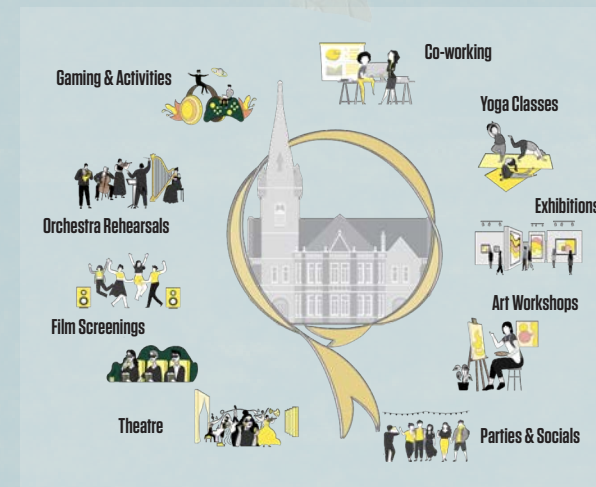 Co-working
Gaming & Activities
Yoga Classes
Exhibitions
Orchestra Rehearsals
Art Workshops
Film Screenings
Theatre
Parties & Socials